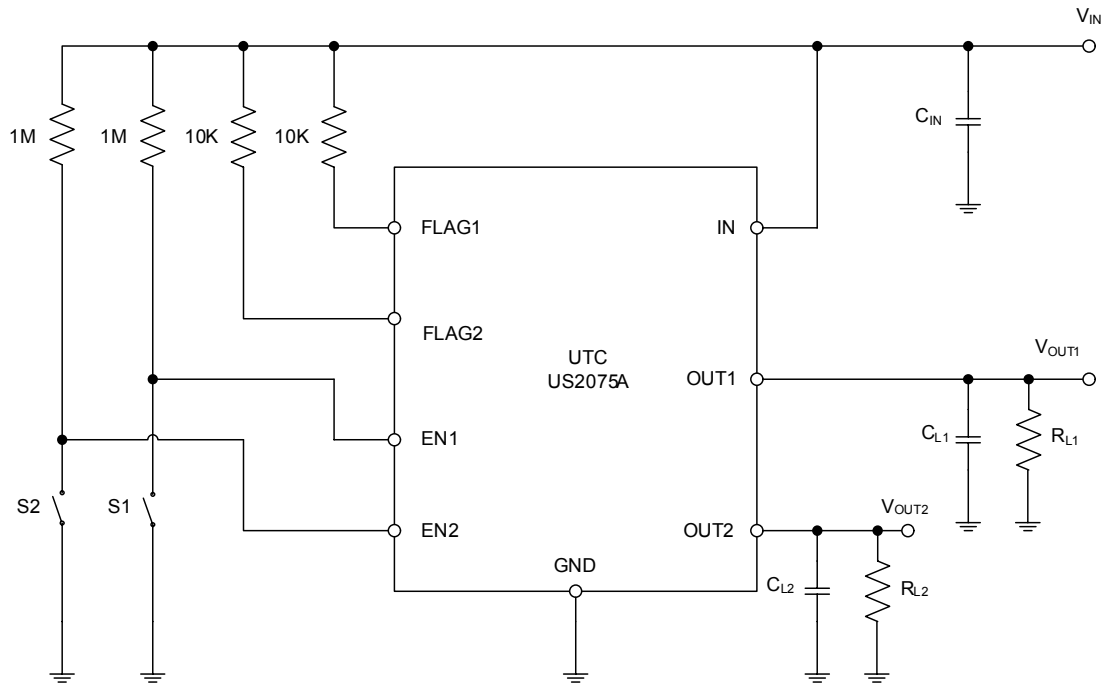 VIN
1M
1M
10K
10K
CIN
FLAG1
IN
FLAG2
UTC
US2075A
VOUT1
OUT1
EN1
CL1
RL1
S2
S1
VOUT2
EN2
OUT2
GND
CL2
RL2